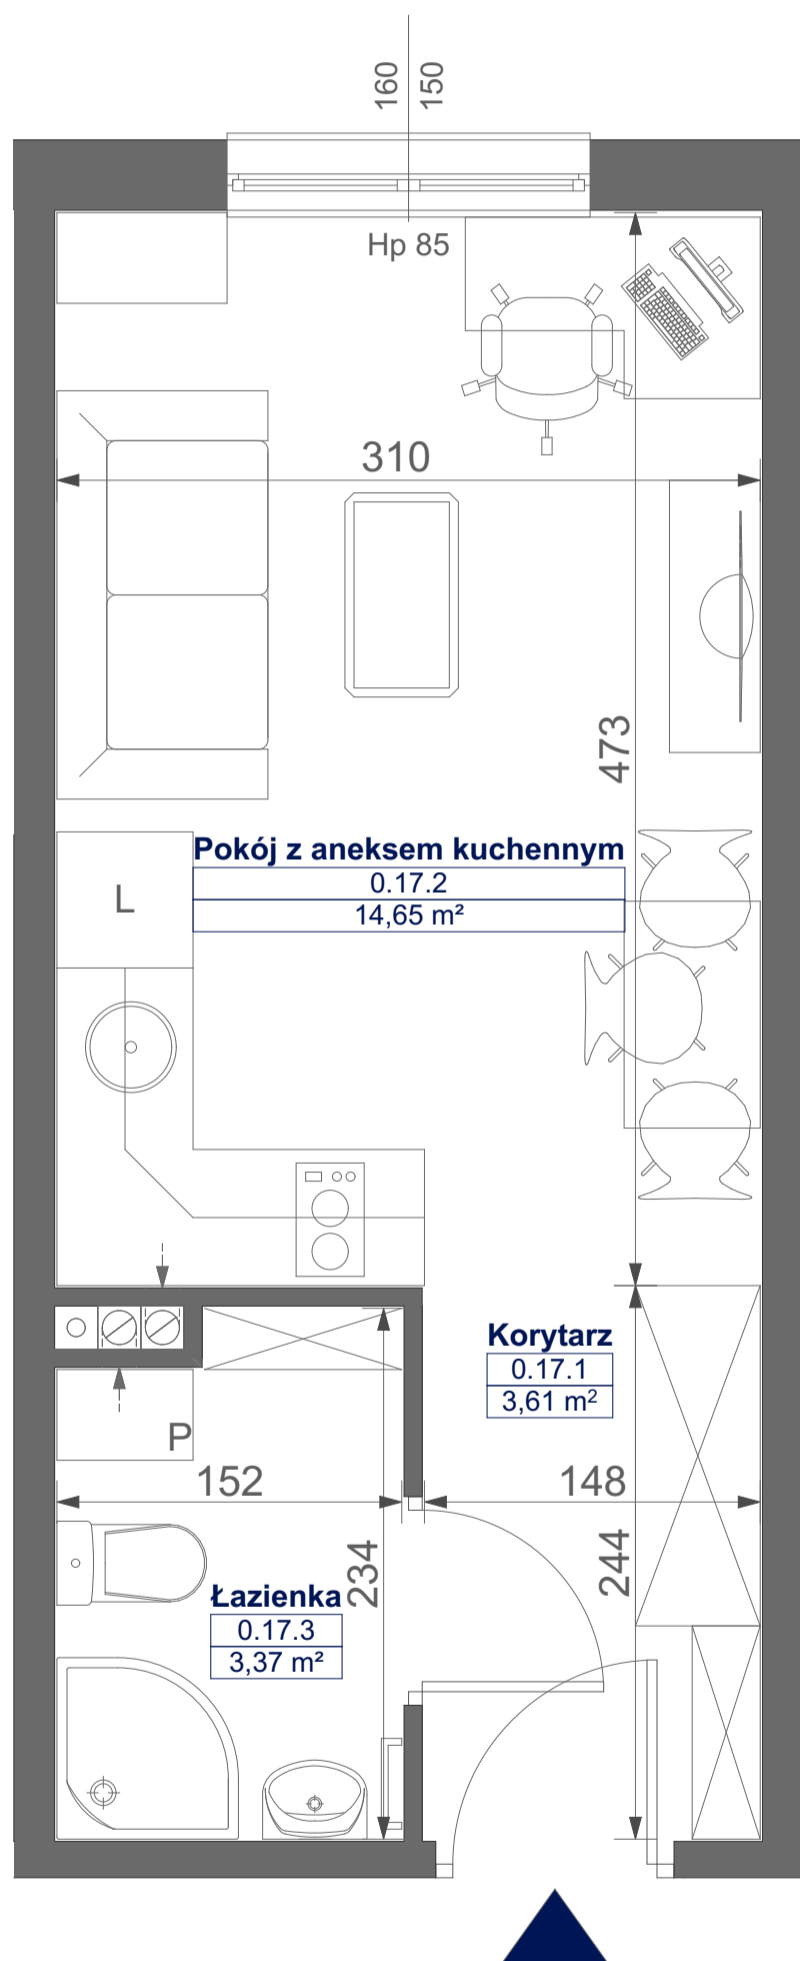 160
150
Hp 85
310
473
Pokój z aneksem kuchennym
0.17.2
14,65 m²
L
Korytarz
0.17.1
3,61 m²
P
152
148
234
244
Łazienka
0.17.3
3,37 m²